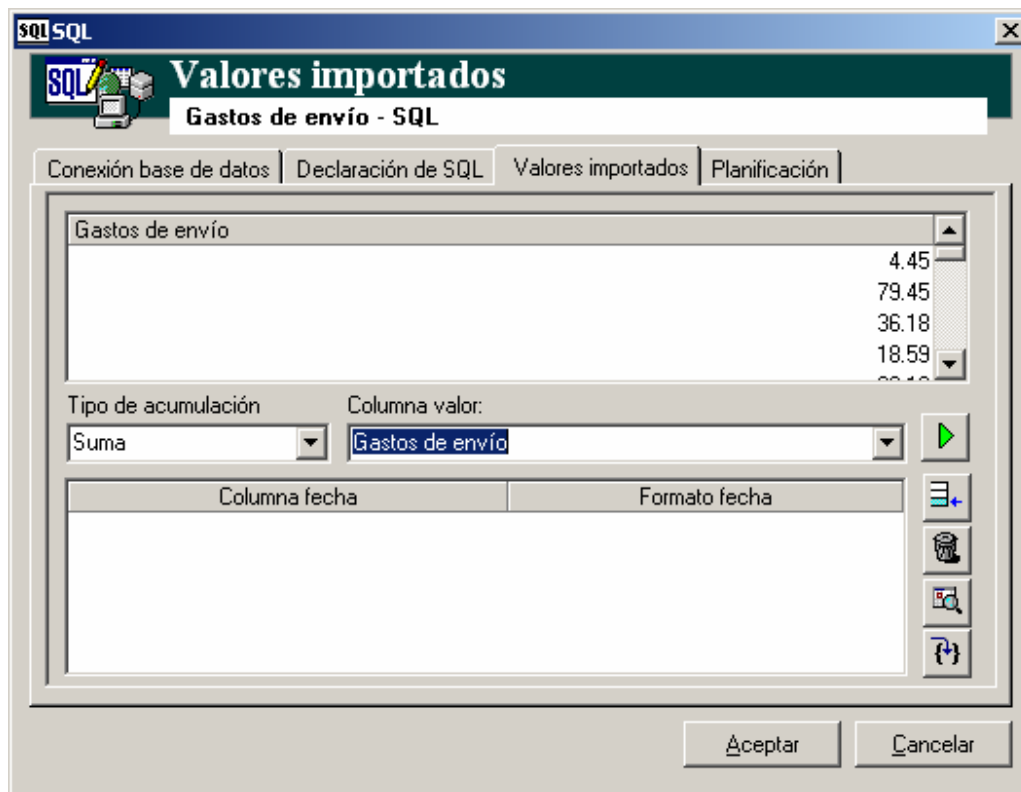 SQL SQL
SQL Valores importados
Gastos de envío - SQL
Conexión base de datos Declaración de SQL Valores importados Planificación
Gastos de envío
4.45
79.45
36.18
18.59
Tipo de acumulación Columna valor:
Suma Gastos de envío
Columna fecha Formato fecha
Aceptar Cancelar